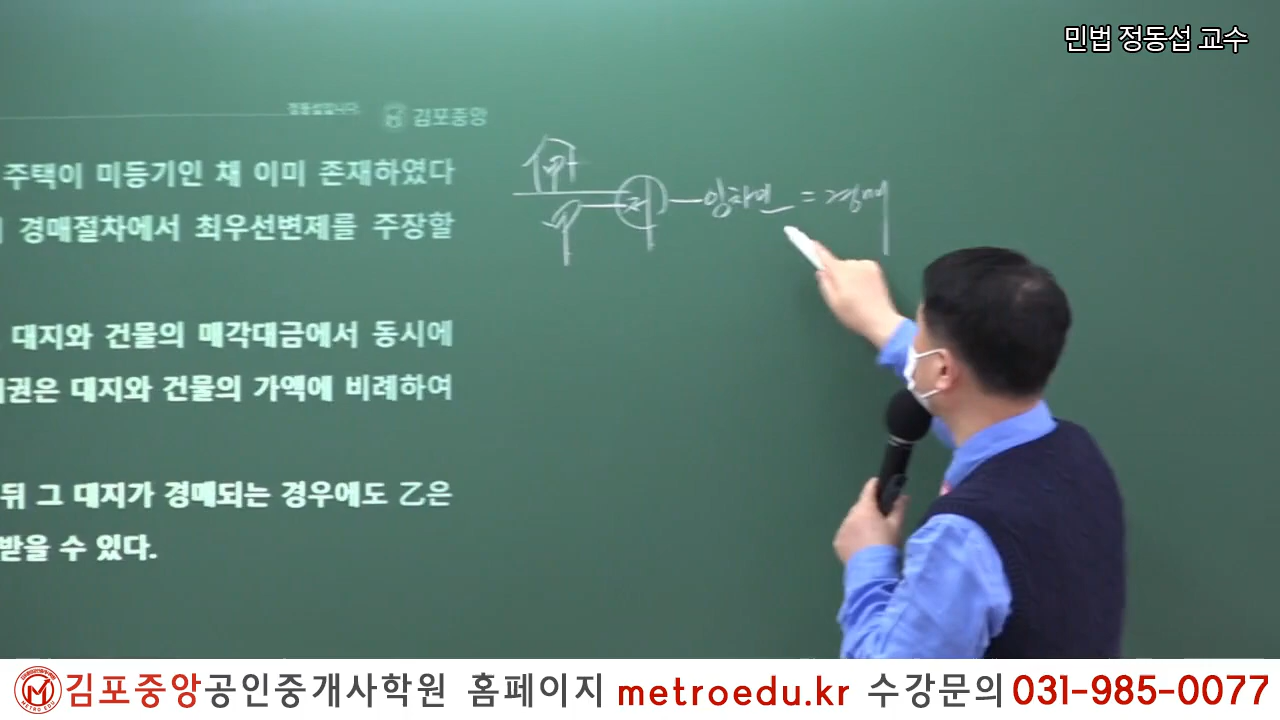 민법 정동섭 교수
정동섭입니다.
김포중앙
주택이 미등기인 채 이미 존재하였다
경매절차에서 최우선변제를 주장할
대지와 건물의 매각대금에서 동시에
권은 대지와 건물의 가액에 비례하여
뒤 그 대지가 경매되는 경우에도 乙은
받을 수 있다.
甲
甲 저 임차인 = 경매
김포중앙공인중개사학원 홈페이지 metroedu.kr 수강문의 031-985-0077
METRO EDU